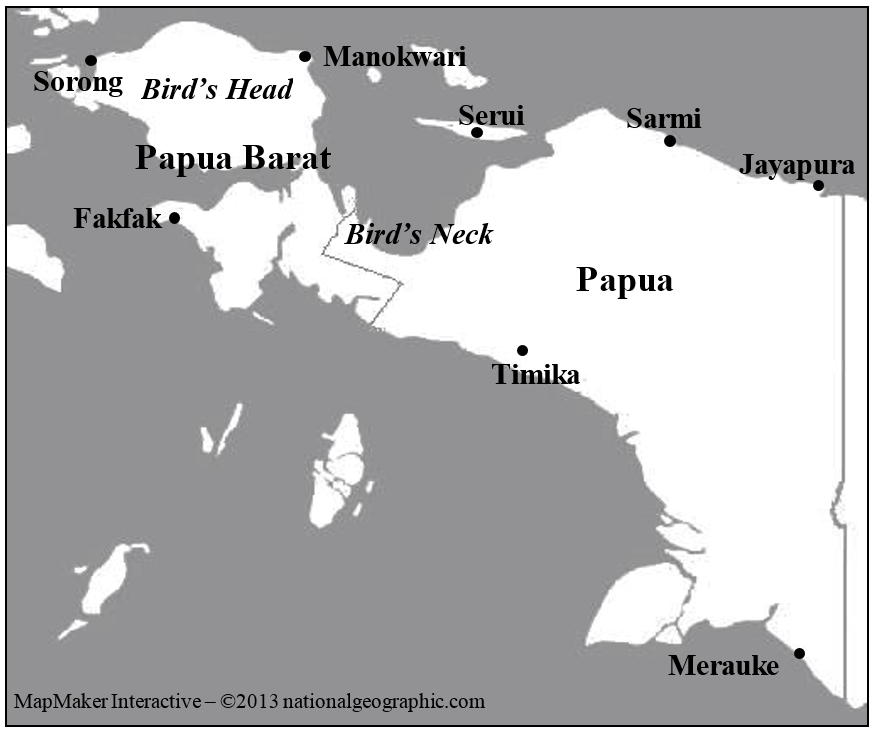 Manokwari
Sorong
Bird’s Head
Serui
Sarmi
Papua Barat
Jayapura
Fakfak
Bird’s Neck
Papua
Timika
Merauke
MapMaker Interactive – ©2013 nationalgeographic.com